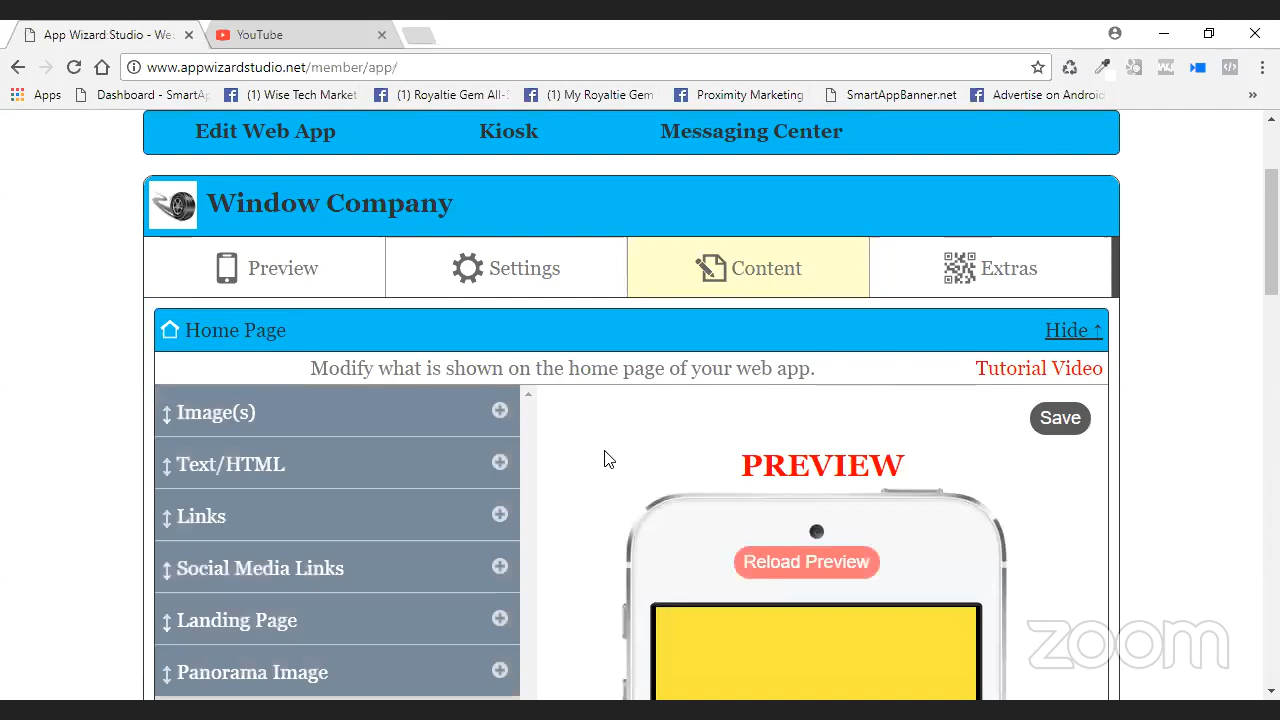 App Wizard Studio - We
YouTube
www.appwizardstudio.net/member/app/
Apps
Dashboard - SmartAp
(1) Wise Tech Market
(1) Royaltie Gem All-S
(1) My Royaltie Gem
Proximity Marketing
SmartAppBanner.net
Advertise on Android
»
Edit Web App
Kiosk
Messaging Center
Window Company
Preview
Settings
Content
Extras
Home Page
Hide ↑
Modify what is shown on the home page of your web app.
Tutorial Video
Image(s)
Save
Text/HTML
PREVIEW
Links
Reload Preview
Social Media Links
Landing Page
Panorama Image
zoom